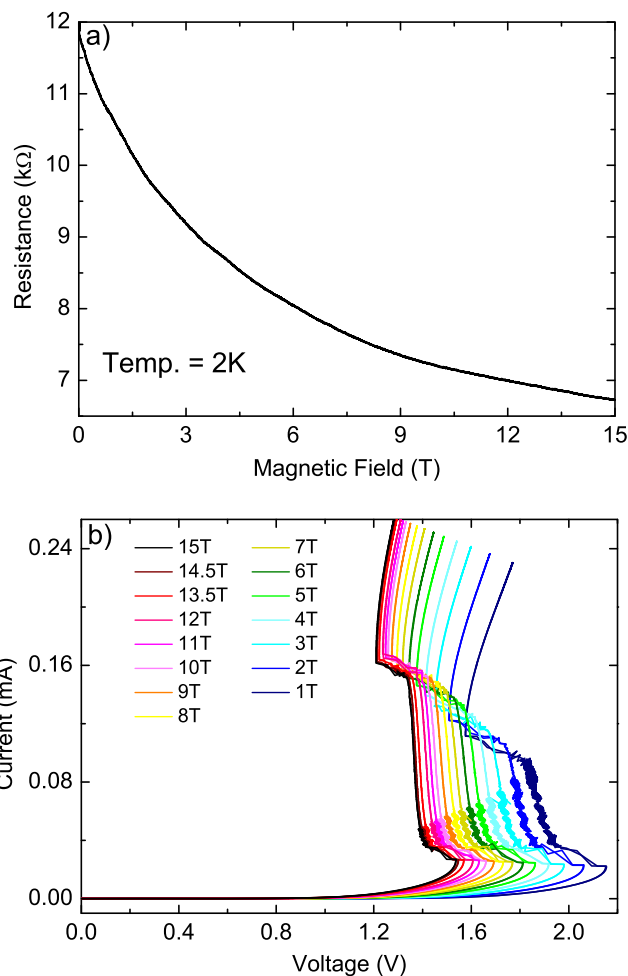 a)
12
11
10
9
8
7
Resistance (kΩ)
Temp. = 2K
0 3 6 9 12 15
Magnetic Field (T)
b)
0.24
0.16
0.08
0.00
Current (mA)
15T 7T
14.5T 6T
13.5T 5T
12T 4T
11T 3T
10T 2T
9T 1T
8T
0.0 0.4 0.8 1.2 1.6 2.0
Voltage (V)